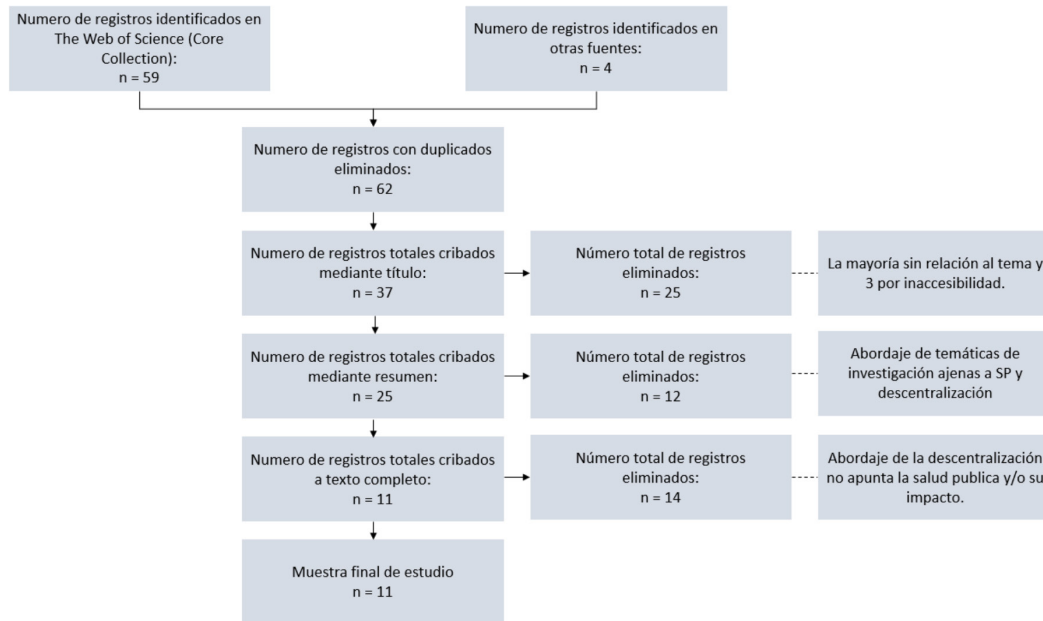 Numero de registros identificados en
The Web of Science (Core
Collection):
n = 59
Numero de registros identificados en
otras fuentes:
n = 4
Numero de registros con duplicados
eliminados:
n = 62
Numero de registros totales cribados
mediante título:
n = 37
Número total de registros
eliminados:
n = 25
La mayoría sin relación al tema y
3 por inaccesibilidad.
Numero de registros totales cribados
mediante resumen:
n = 25
Número total de registros
eliminados:
n = 12
Abordaje de temáticas de
investigación ajenas a SP y
descentralización
Numero de registros totales cribados
a texto completo:
n = 11
Número total de registros
eliminados:
n = 14
Abordaje de la descentralización
no apunta la salud publica y/o su
impacto.
Muestra final de estudio
n = 11